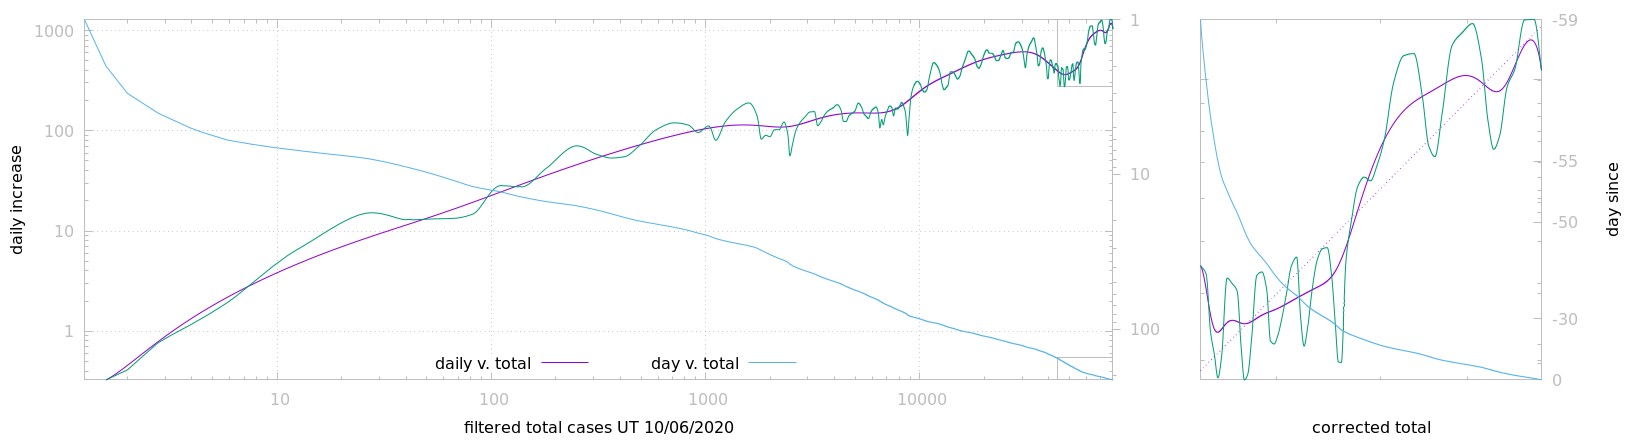 daily increase
1000
100
10
1
daily v. total
day v. total
10
100
1000
10000
filtered total cases UT 10/06/2020
1
10
100
-59
-55
-50
-30
0
day since
corrected total